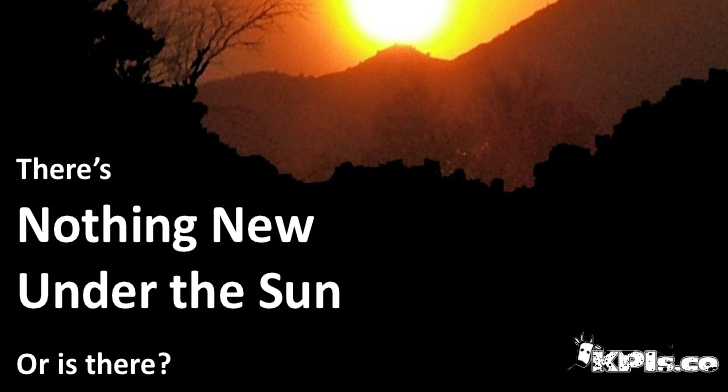 There’s
Nothing New
Under the Sun
Or is there?
KPIs.co